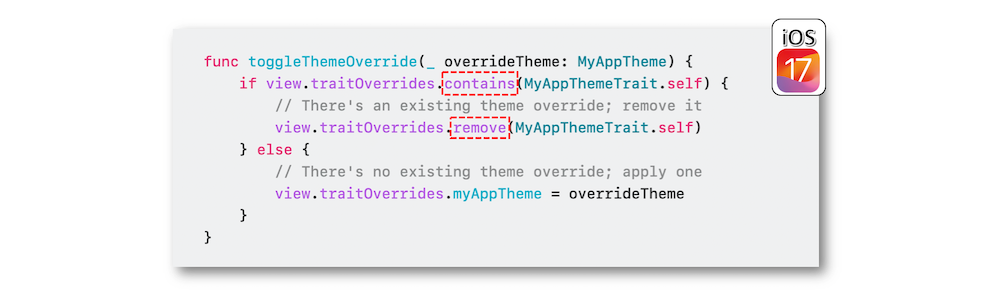 iOS
17
func toggleThemeOverride(_ overrideTheme: MyAppTheme) {
    if view.traitOverrides.contains(MyAppThemeTrait.self) {
        // There's an existing theme override; remove it
        view.traitOverrides.remove(MyAppThemeTrait.self)
    } else {
        // There's no existing theme override; apply one
        view.traitOverrides.myAppTheme = overrideTheme
    }
}